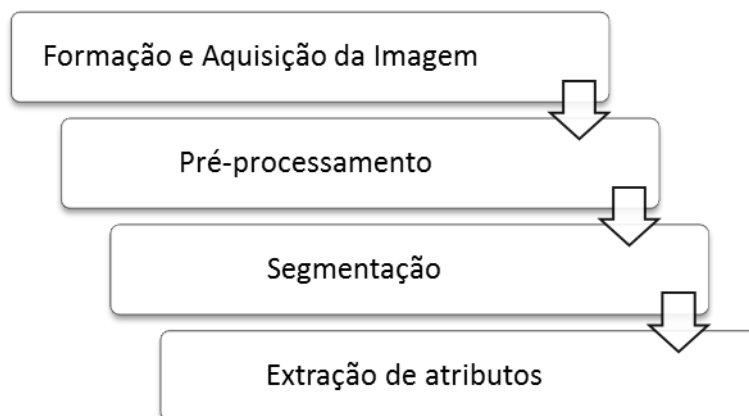 Formação e Aquisição da Imagem
Pré-processamento
Segmentação
Extração de atributos